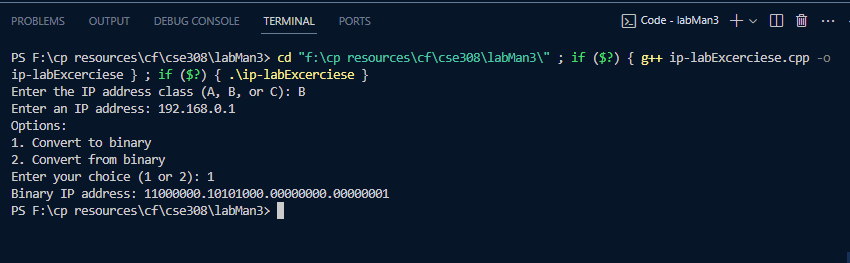 PROBLEMS OUTPUT DEBUG CONSOLE TERMINAL PORTS Code - labMan3
PS F:\cp resources\cf\cse308\labMan3> cd "f:\cp resources\cf\cse308\labMan3\" ; if ($?) { g++ ip-labExcerciese.cpp -o
ip-labExcerciese } ; if ($?) { .\ip-labExcerciese }
Enter the IP address class (A, B, or C): B
Enter an IP address: 192.168.0.1
Options:
1. Convert to binary
2. Convert from binary
Enter your choice (1 or 2): 1
Binary IP address: 11000000.10101000.00000000.00000001
PS F:\cp resources\cf\cse308\labMan3>